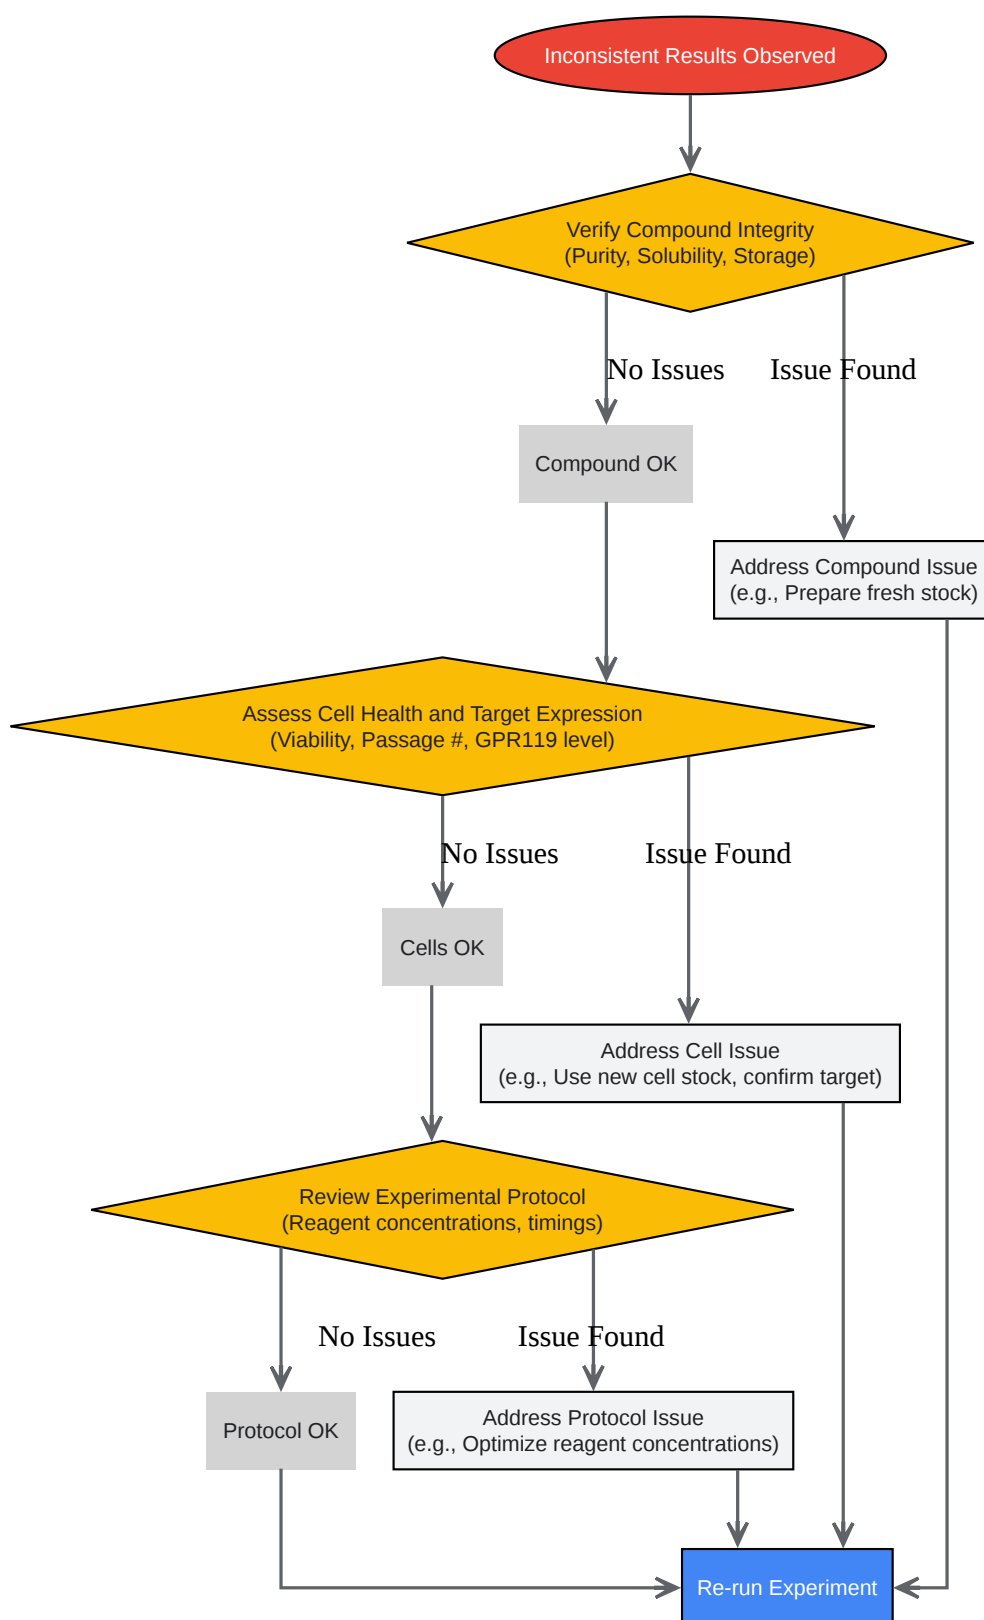 Inconsistent Results Observed
Verify Compound Integrity
(Purity, Solubility, Storage)
No Issues
Issue Found
Compound OK
Address Compound Issue
(e.g., Prepare fresh stock)
Assess Cell Health and Target Expression
(Viability, Passage #, GPR119 level)
No Issues
Issue Found
Cells OK
Address Cell Issue
(e.g., Use new cell stock, confirm target)
Review Experimental Protocol
(Reagent concentrations, timings)
No Issues
Issue Found
Protocol OK
Address Protocol Issue
(e.g., Optimize reagent concentrations)
Re-run Experiment